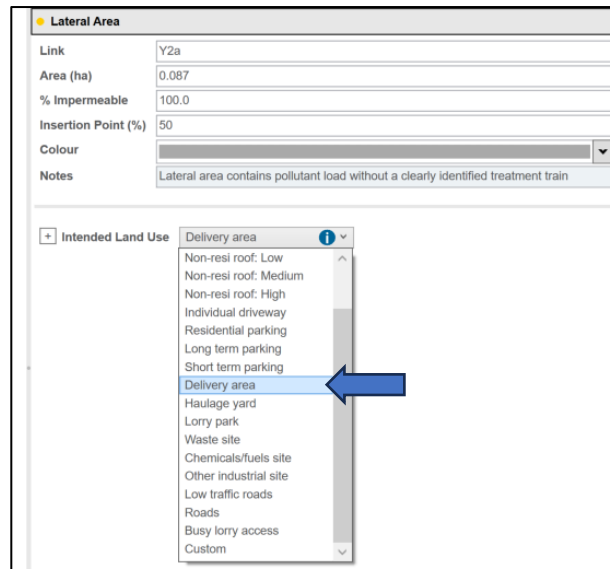 Lateral Area
Link Y2a
Area (ha) 0.087
% Impermeable 100.0
Insertion Point (%) 50
Colour
Notes Lateral area contains pollutant load without a clearly identified treatment train
+ Intended Land Use Delivery area i
Non-resi roof: Low
Non-resi roof: Medium
Non-resi roof: High
Individual driveway
Residential parking
Long term parking
Short term parking
Delivery area
Haulage yard
Lorry park
Waste site
Chemicals/fuels site
Other industrial site
Low traffic roads
Roads
Busy lorry access
Custom